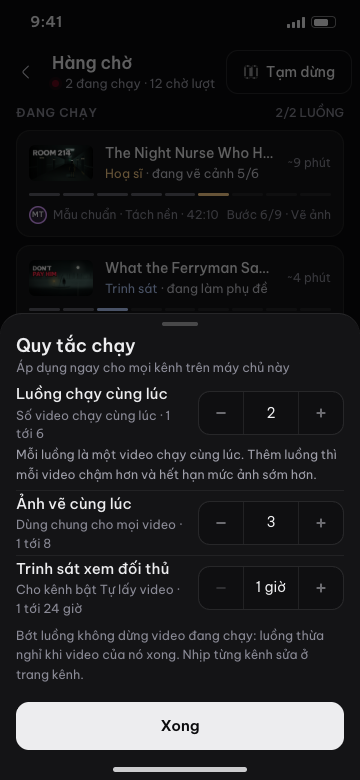 9:41
Hàng chờ
2 đang chạy · 12 chờ lượt
Tạm dừng
ĐANG CHẠY
2/2 LUỒNG
ROOM 214
The Night Nurse Who H...
~9 phút
Hoạ sĩ · đang vẽ cảnh 5/6
MT
Mẫu chuẩn · Tách nền · 42:10
Bước 6/9 · Vẽ ảnh
DON'T
PAY HIM
What the Ferryman Sa...
~4 phút
Trinh sát · đang làm phụ đề
Quy tắc chạy
Áp dụng ngay cho mọi kênh trên máy chủ này
Luồng chạy cùng lúc
Số video chạy cùng lúc · 1
tới 6
− 2 +
Mỗi luồng là một video chạy cùng lúc. Thêm luồng thì
mỗi video chậm hơn và hết hạn mức ảnh sớm hơn.
Ảnh vẽ cùng lúc
Dùng chung cho mọi video ·
1 tới 8
− 3 +
Trinh sát xem đối thủ
Cho kênh bật Tự lấy video ·
1 tới 24 giờ
− 1 giờ +
Bớt luồng không dừng video đang chạy: luồng thừa
nghỉ khi video của nó xong. Nhịp từng kênh sửa ở
trang kênh.
Xong